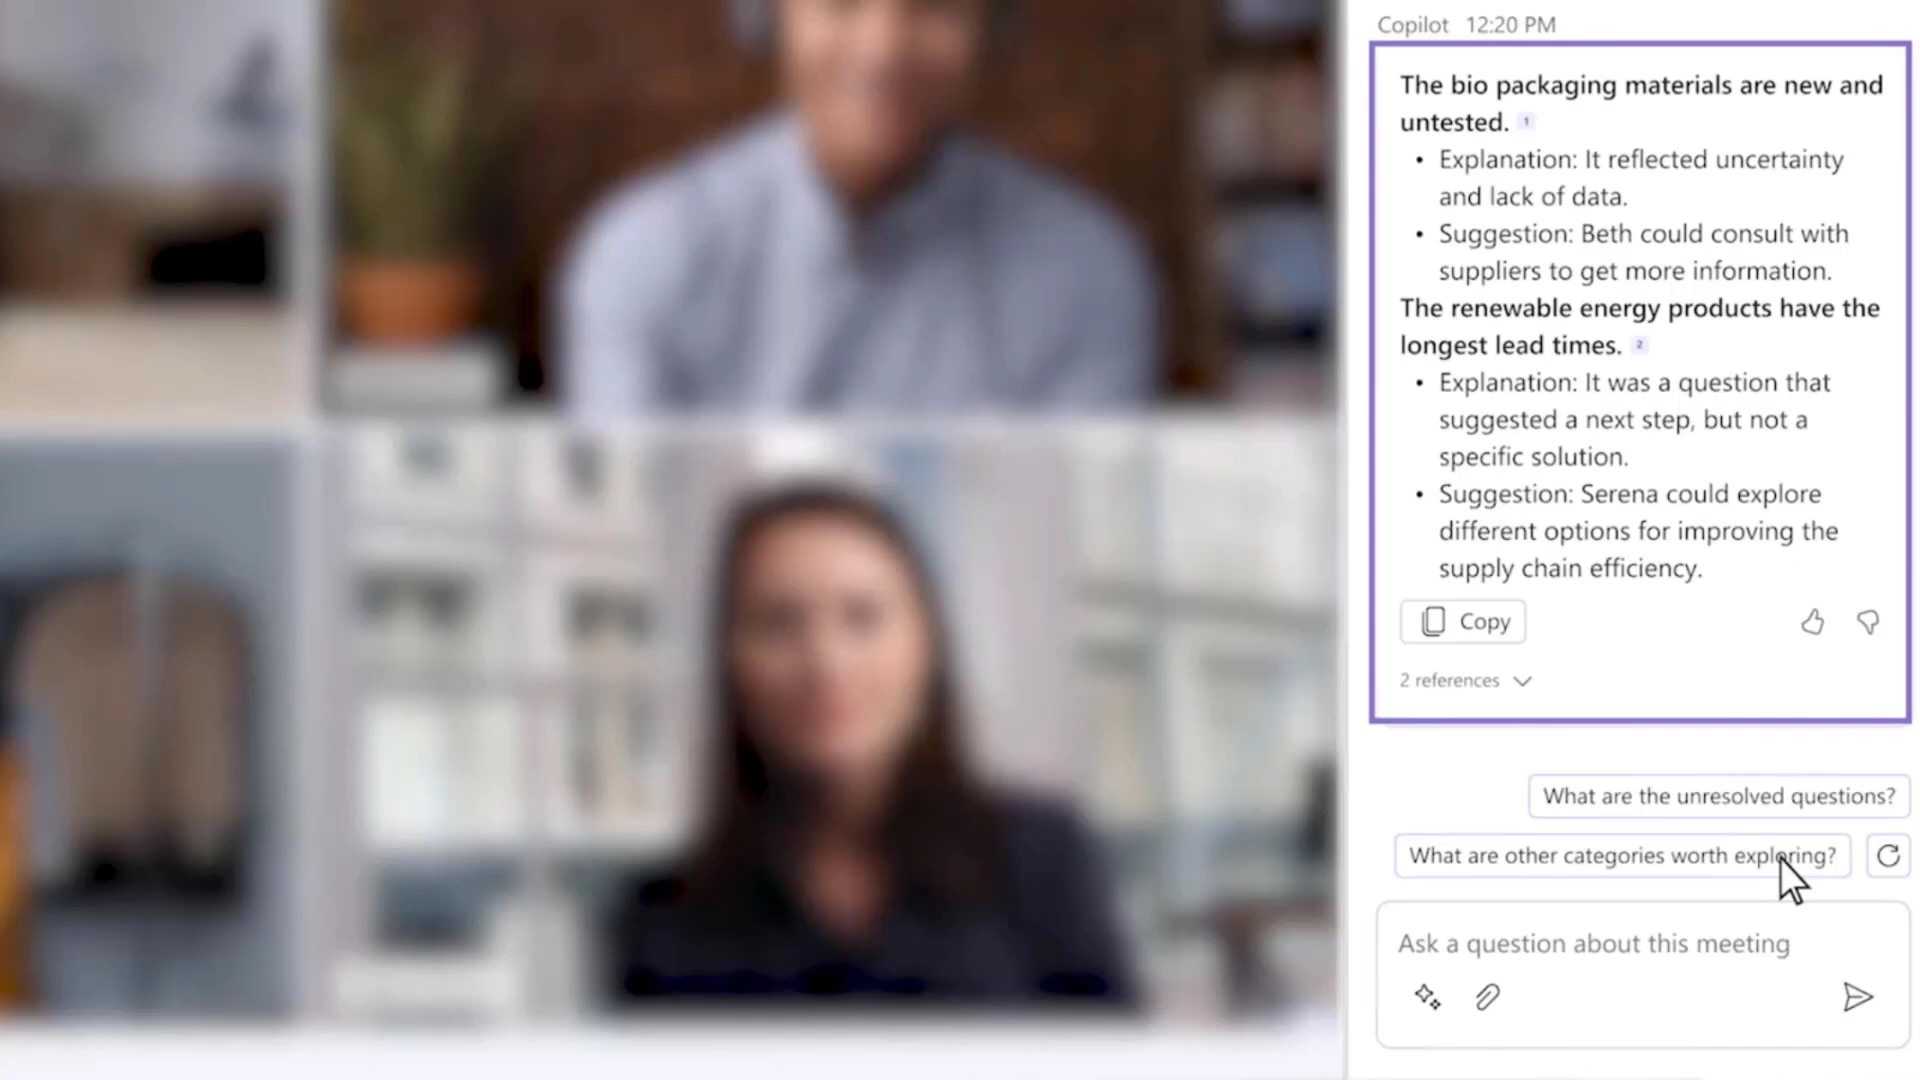 Copilot 12:20 PM
The bio packaging materials are new and
untested. 1
• Explanation: It reflected uncertainty
and lack of data.
• Suggestion: Beth could consult with
suppliers to get more information.
The renewable energy products have the
longest lead times. 2
• Explanation: It was a question that
suggested a next step, but not a
specific solution.
• Suggestion: Serena could explore
different options for improving the
supply chain efficiency.
Copy
2 references
What are the unresolved questions?
What are other categories worth exploring?
Ask a question about this meeting